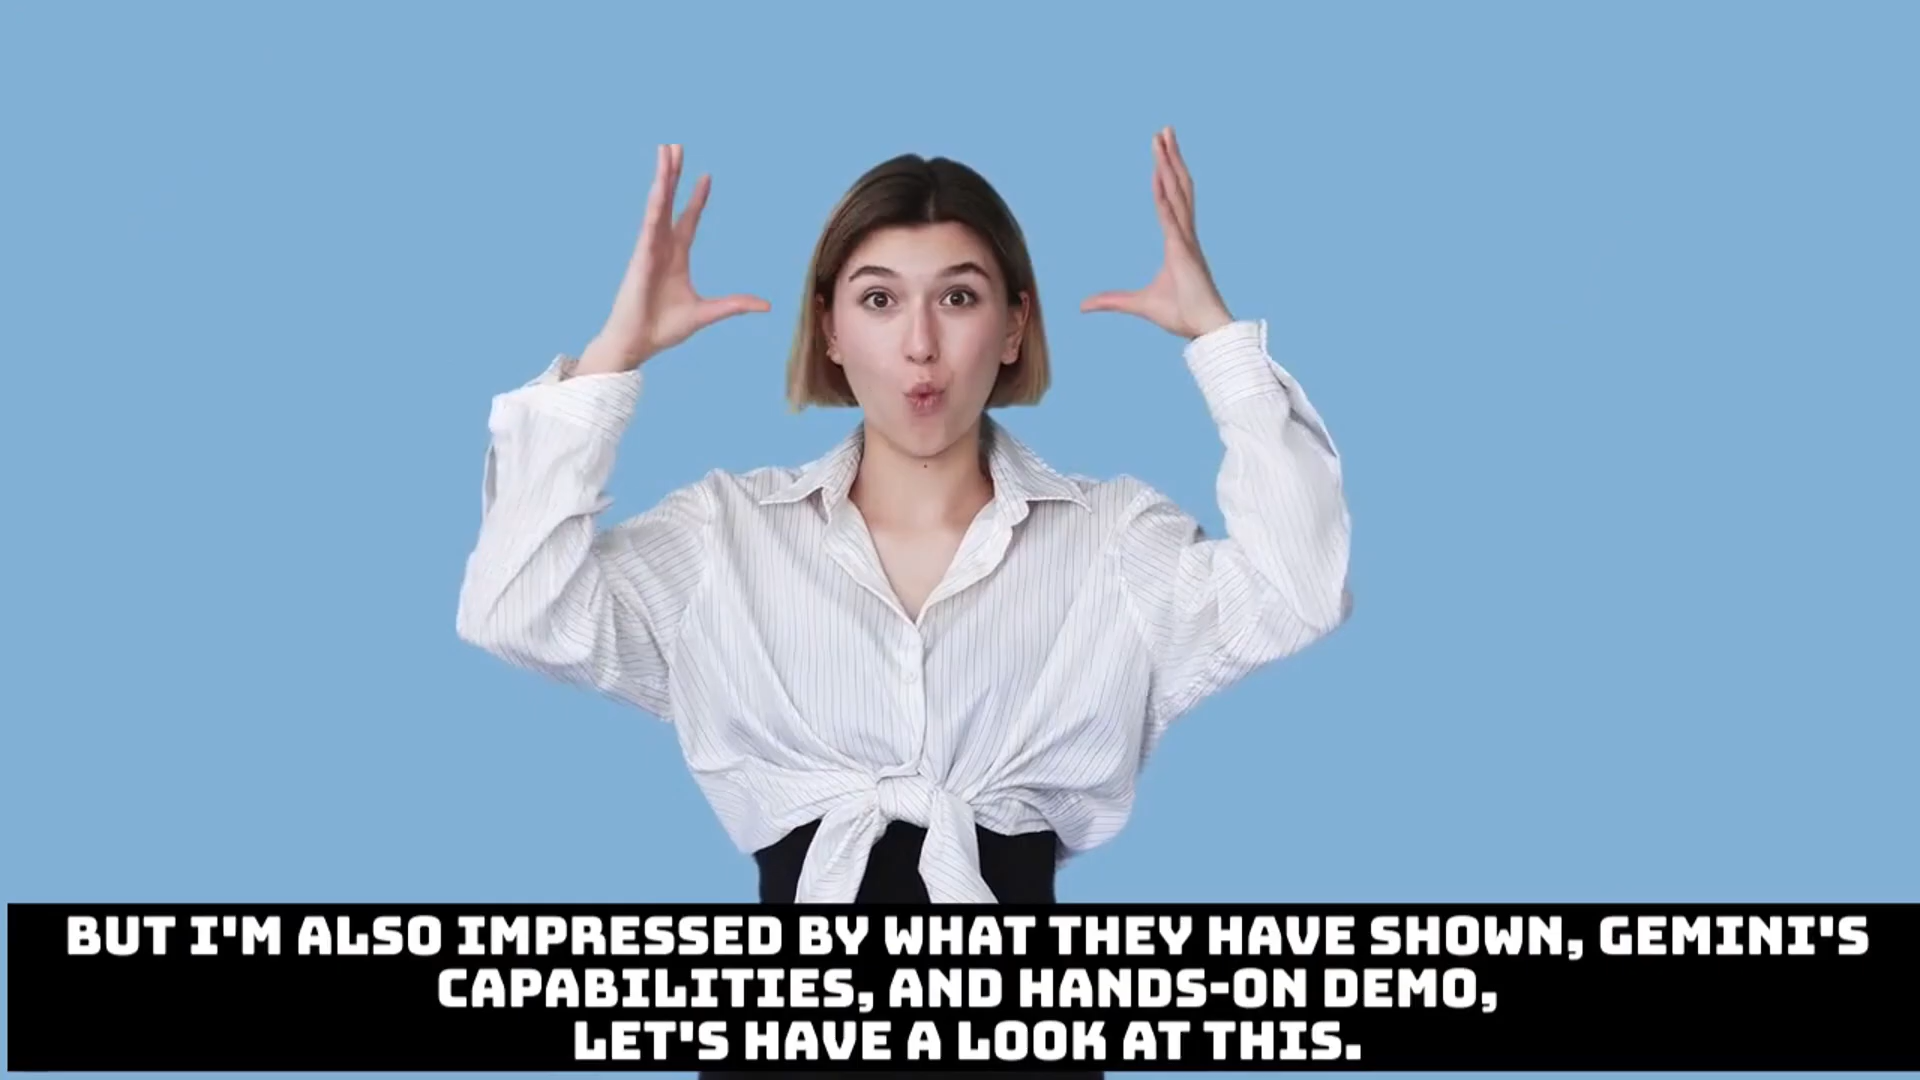 BUT I'M ALSO IMPRESSED BY WHAT THEY HAVE SHOWN, GEMINI'S
CAPABILITIES, AND HANDS-ON DEMO,
LET'S HAVE A LOOK AT THIS.